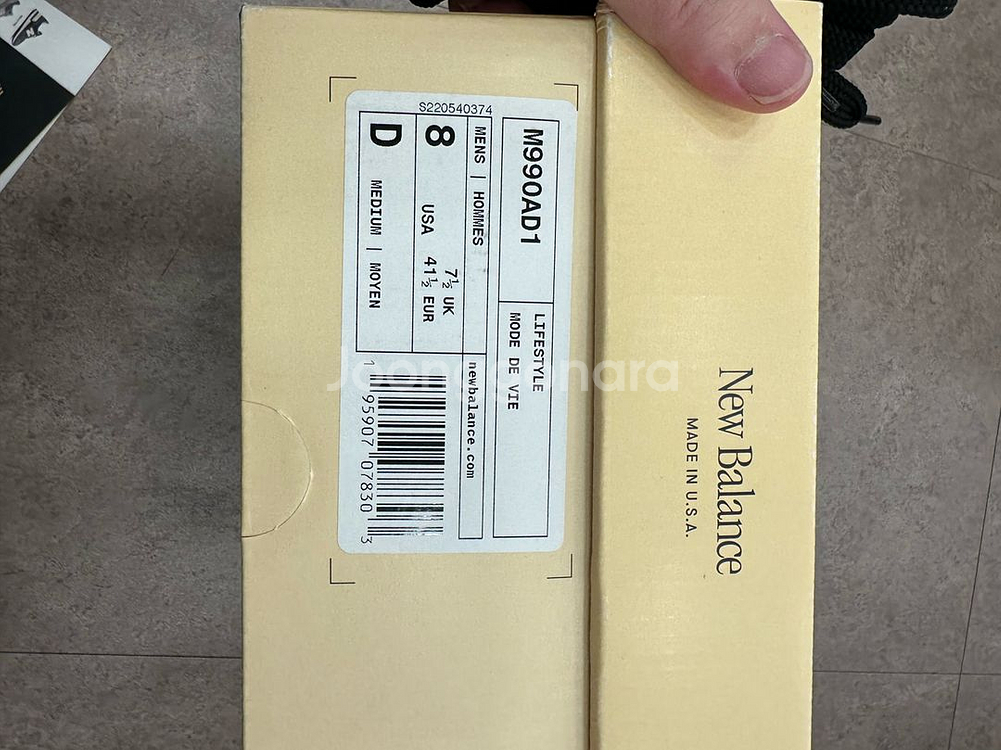 New Balance
MADE IN U.S.A.
S220540374
M990AD1
LIFESTYLE
MODE DE VIE
MENS | HOMMES
newbalance.com
8
USA
7½ UK
41½ EUR
D
MEDIUM | MOYEN
1 95907 07830 3
Joonggonara